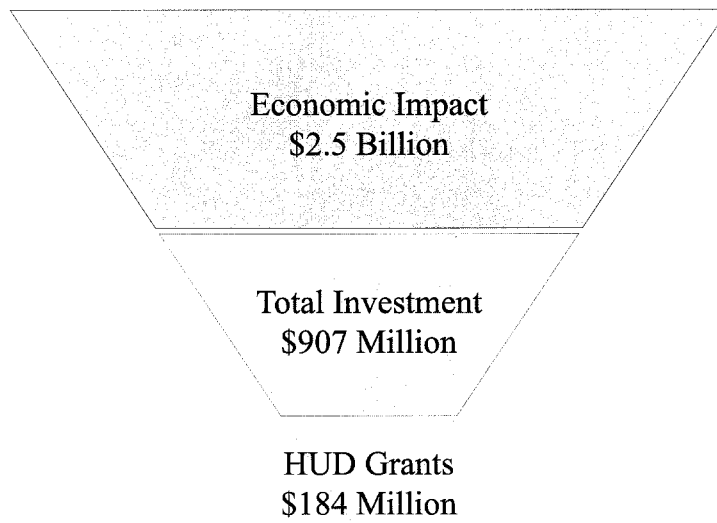 Economic Impact
$2.5 Billion
Total Investment
$907 Million
HUD Grants
$184 Million